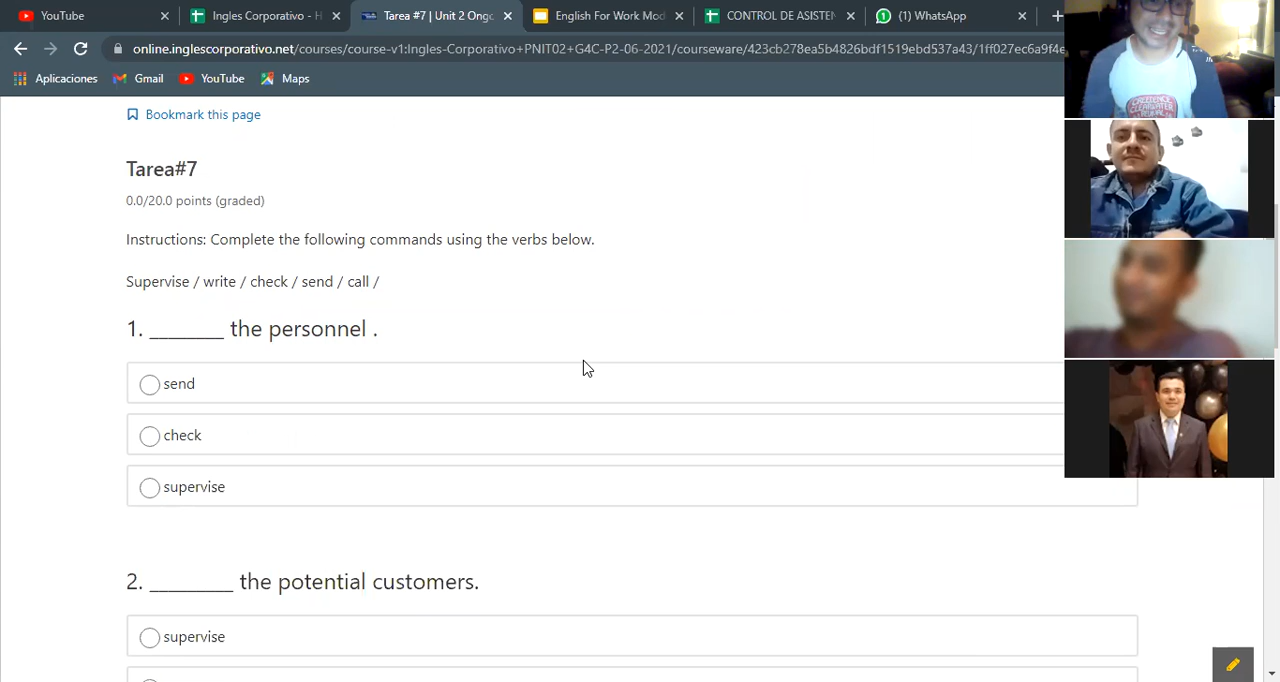 YouTube
Ingles Corporativo - H
Tarea #7 | Unit 2 Ongo
English For Work Mod
CONTROL DE ASISTEN
(1) WhatsApp
online.inglescorporativo.net/courses/course-v1:Ingles-Corporativo+PNIT02+G4C-P2-06-2021/courseware/423cb278ea5b4826bdf1519ebd537a43/1ff027ec6a9f4e
Aplicaciones
Gmail
YouTube
Maps
Bookmark this page
Tarea#7
0.0/20.0 points (graded)
Instructions: Complete the following commands using the verbs below.
Supervise / write / check / send / call /
1. ________ the personnel .
send
check
supervise
2. _________ the potential customers.
supervise
CREEDENCE
CLEARWATER